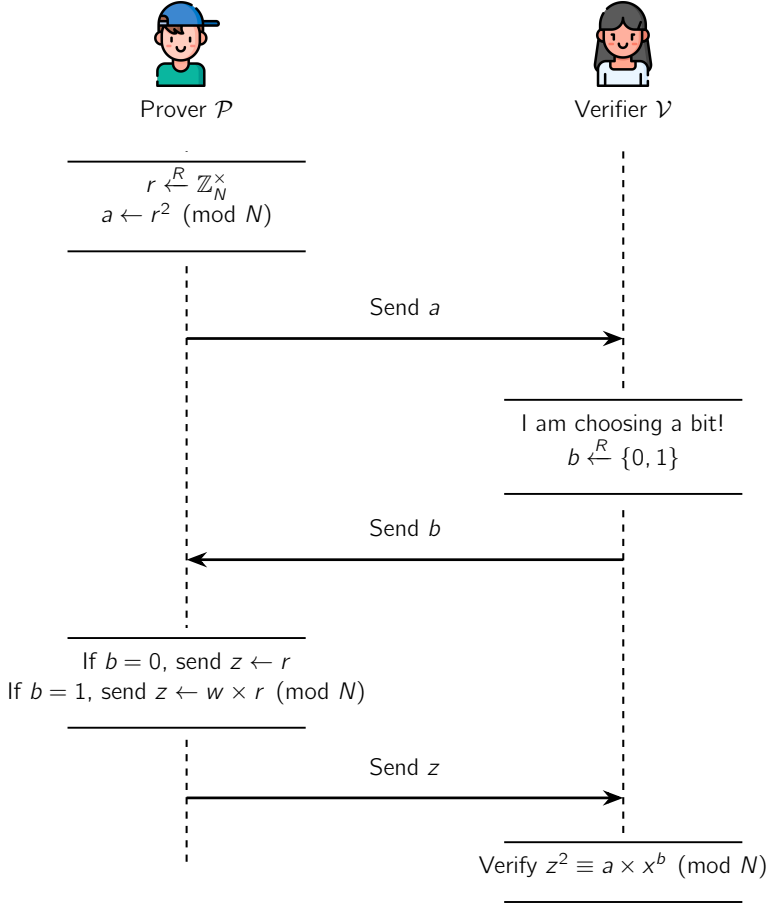 Prover 𝒫
Verifier 𝒱
r ←ᴿ ℤ_N^×
a ← r² (mod N)
Send a
I am choosing a bit!
b ←ᴿ {0, 1}
Send b
If b = 0, send z ← r
If b = 1, send z ← w × r (mod N)
Send z
Verify z² ≡ a × xᵇ (mod N)